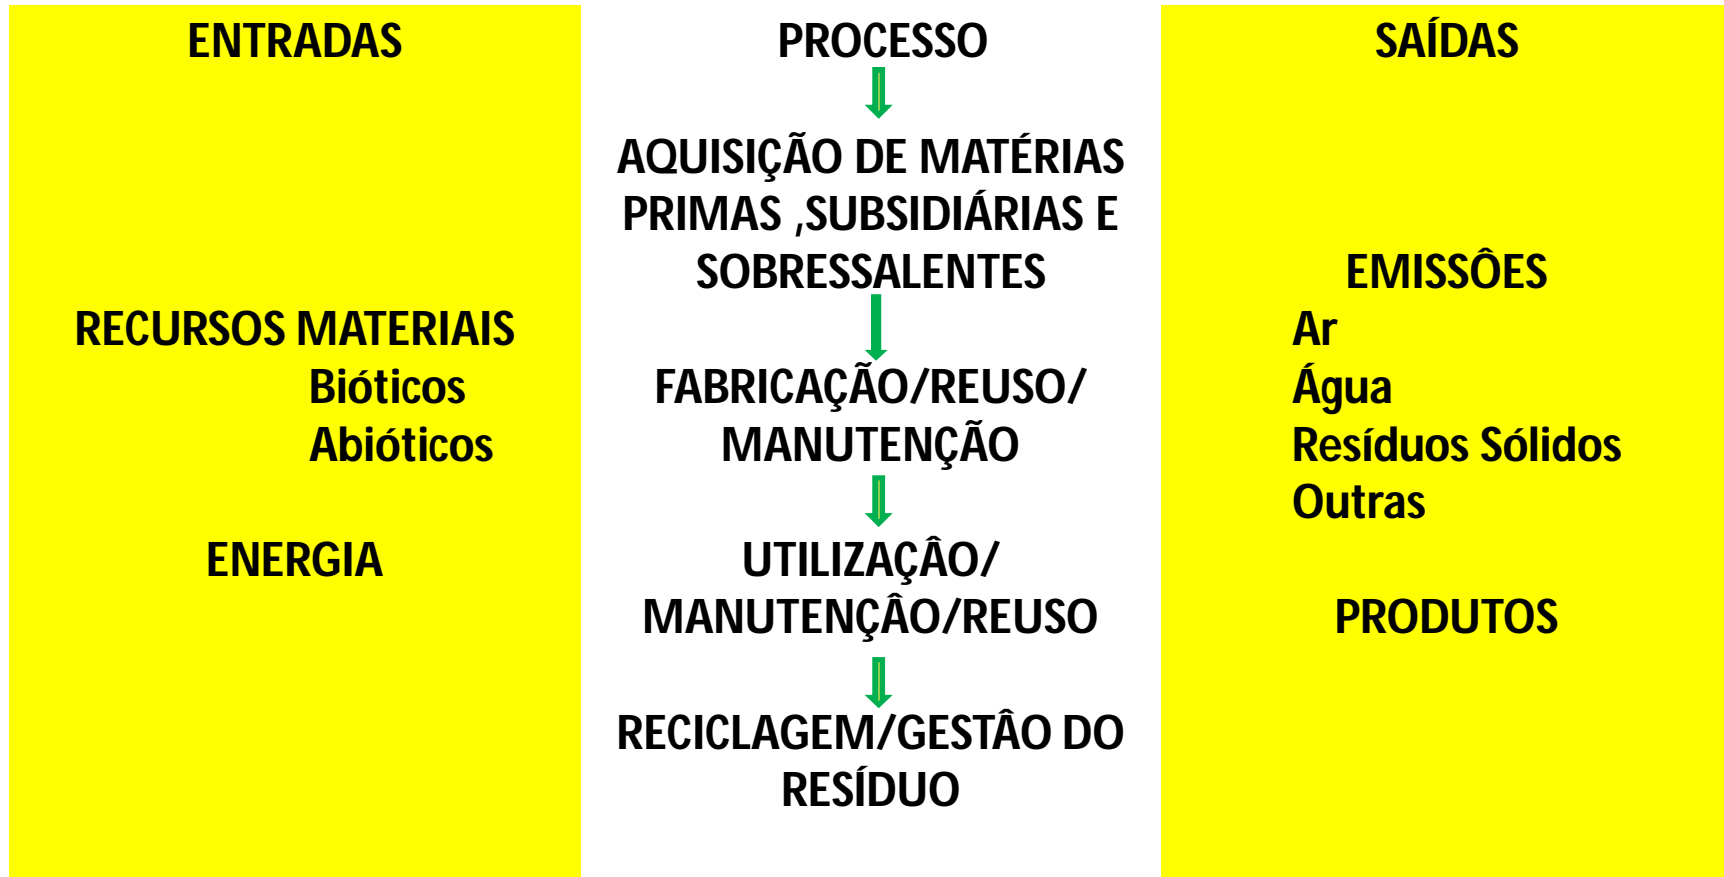 ENTRADAS
RECURSOS MATERIAIS
Bióticos
Abióticos
ENERGIA
PROCESSO
AQUISIÇÃO DE MATÉRIAS
PRIMAS ,SUBSIDIÁRIAS E
SOBRESSALENTES
FABRICAÇÃO/REUSO/
MANUTENÇÃO
UTILIZAÇÂO/
MANUTENÇÂO/REUSO
RECICLAGEM/GESTÂO DO
RESÍDUO
SAÍDAS
EMISSÔES
Ar
Água
Resíduos Sólidos
Outras
PRODUTOS